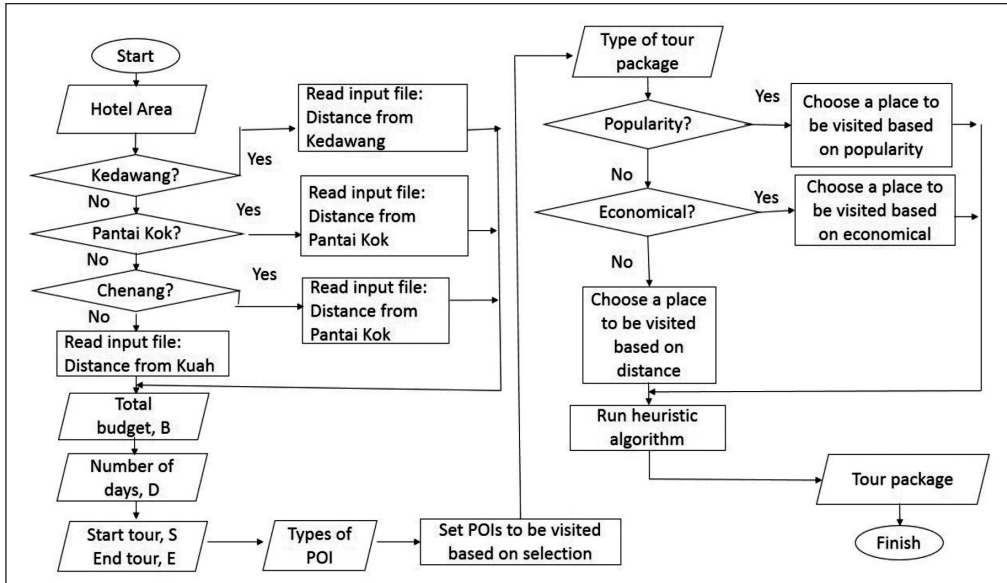 Start
Hotel Area
Kedawang?
Yes
Read input file:
Distance from
Kedawang
No
Pantai Kok?
Yes
Read input file:
Distance from
Pantai Kok
No
Chenang?
Yes
Read input file:
Distance from
Pantai Kok
No
Read input file:
Distance from Kuah
Total
budget, B
Number of
days, D
Start tour, S
End tour, E
Types of
POI
Set POIs to be visited
based on selection
Type of tour
package
Popularity?
Yes
Choose a place to
be visited based
on popularity
No
Economical?
Yes
Choose a place to
be visited based
on economical
No
Choose a place
to be visited
based on
distance
Run heuristic
algorithm
Tour package
Finish